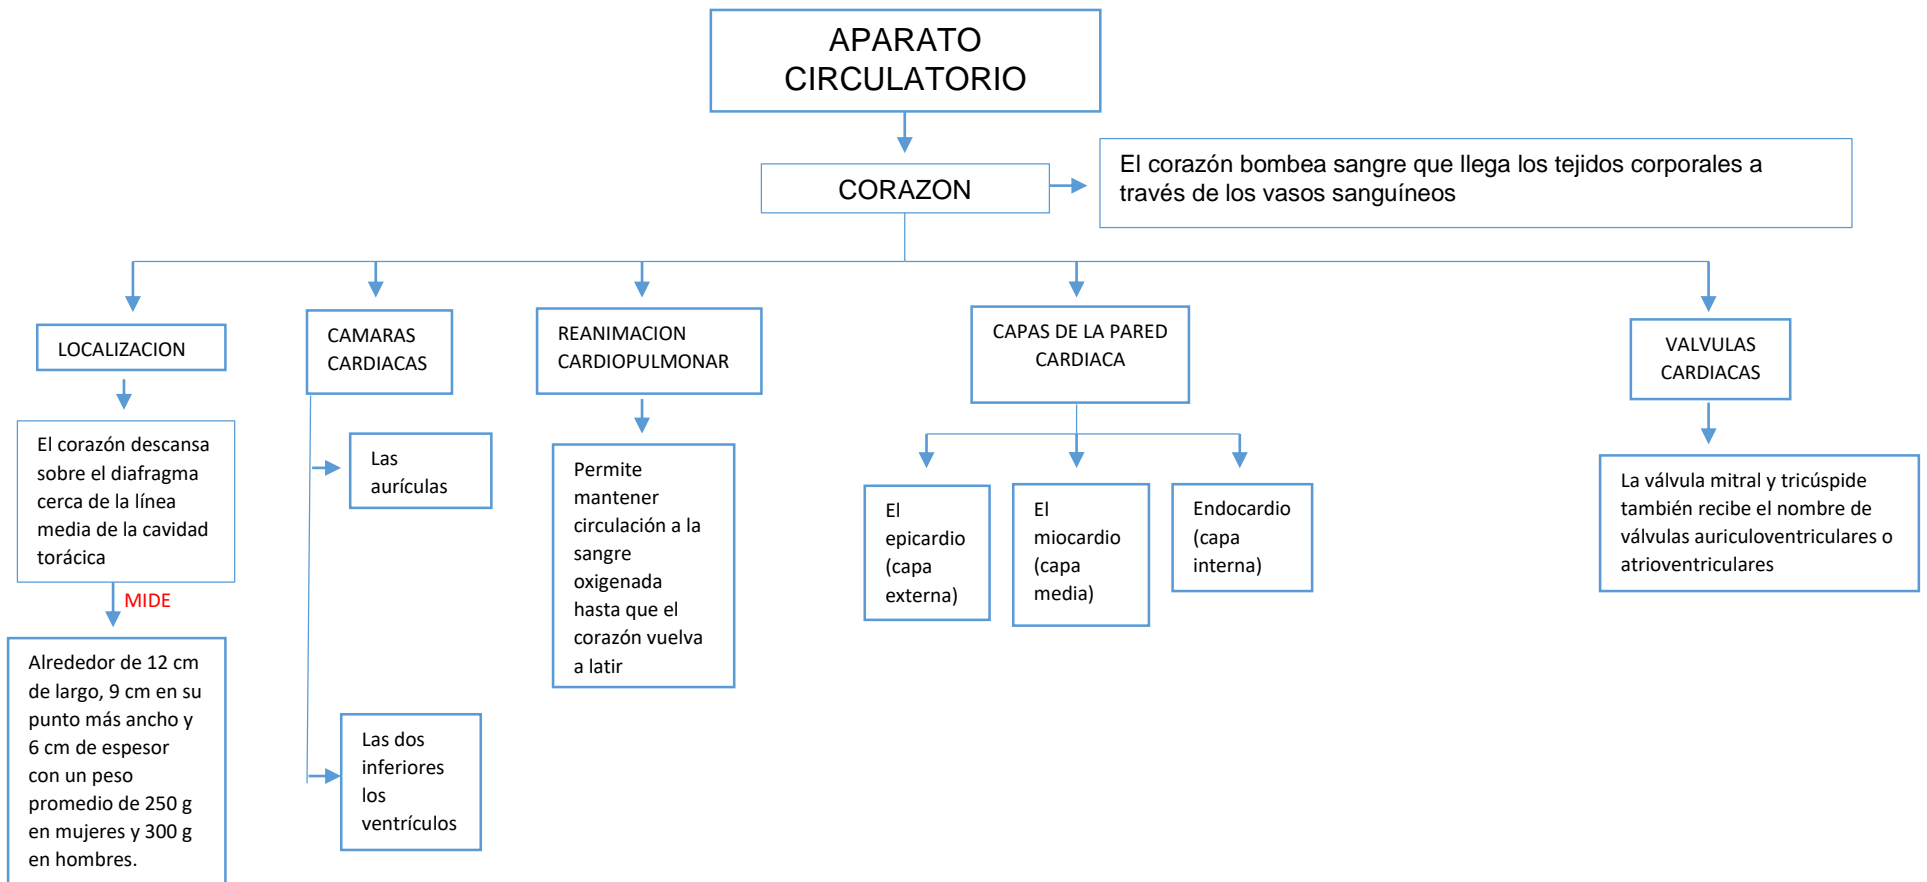 APARATO
CIRCULATORIO
CORAZON
El corazón bombea sangre que llega los tejidos corporales a
través de los vasos sanguíneos
LOCALIZACION
El corazón descansa
sobre el diafragma
cerca de la línea
media de la cavidad
torácica
MIDE
Alrededor de 12 cm
de largo, 9 cm en su
punto más ancho y
6 cm de espesor
con un peso
promedio de 250 g
en mujeres y 300 g
en hombres.
CAMARAS
CARDIACAS
Las
aurículas
Las dos
inferiores
los
ventrículos
REANIMACION
CARDIOPULMONAR
Permite
mantener
circulación a la
sangre
oxigenada
hasta que el
corazón vuelva
a latir
CAPAS DE LA PARED
CARDIACA
El
epicardio
(capa
externa)
El
miocardio
(capa
media)
Endocardio
(capa
interna)
VALVULAS
CARDIACAS
La válvula mitral y tricúspide
también recibe el nombre de
válvulas auriculoventriculares o
atrioventriculares